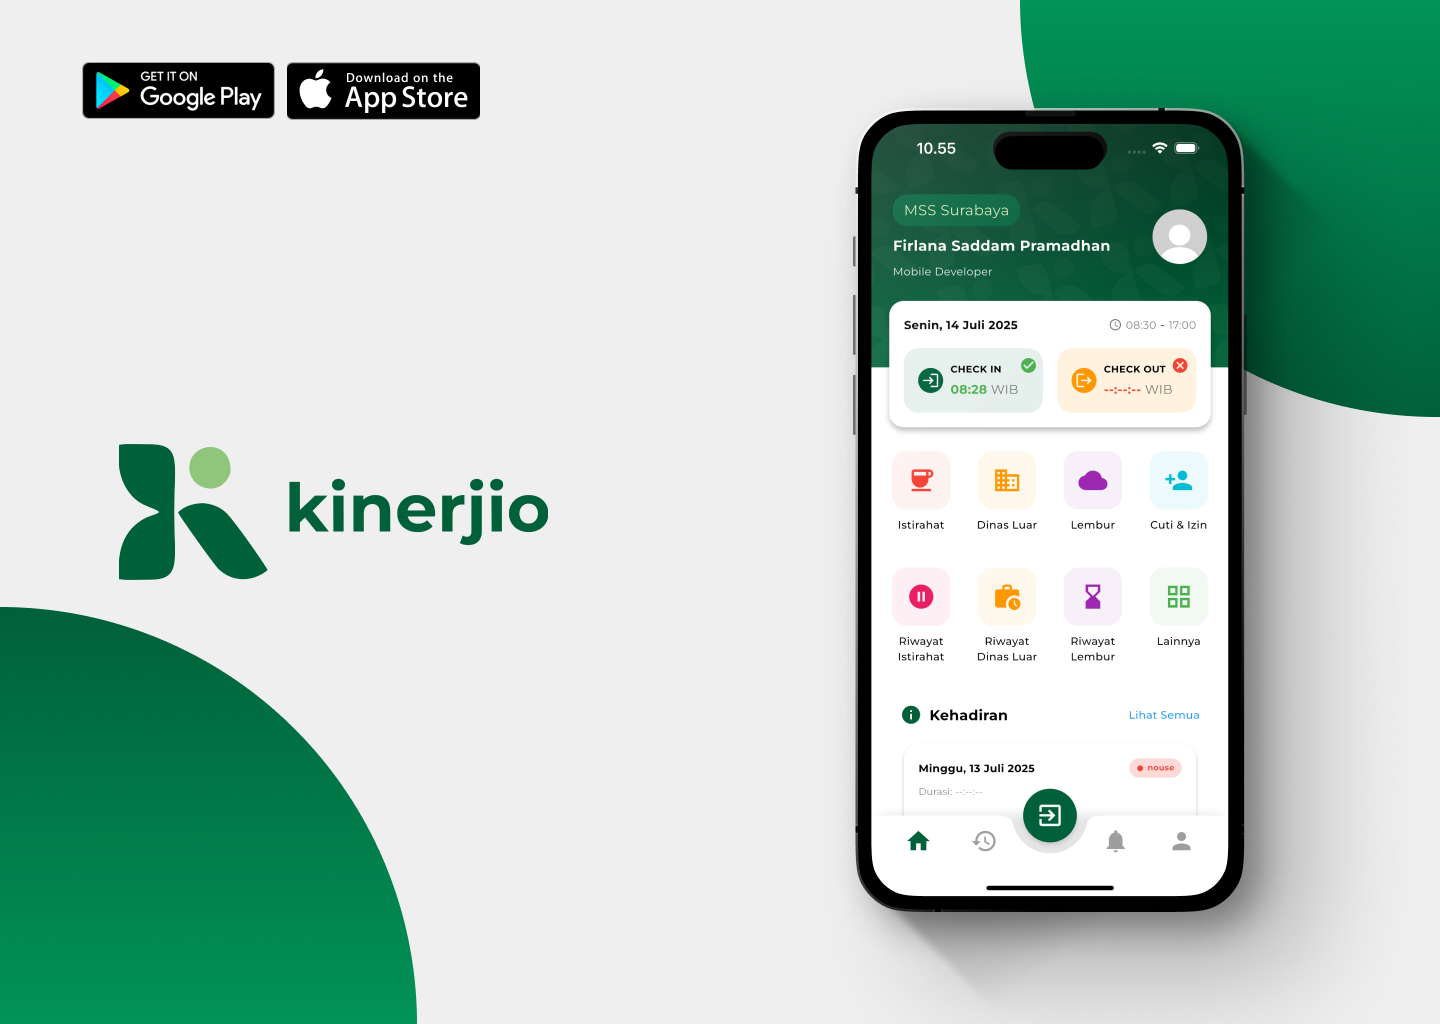 GET IT ON
Google Play
Download on the
App Store
kinerjio
10.55
MSS Surabaya
Firlana Saddam Pramadhan
Mobile Developer
Senin, 14 Juli 2025
08:30 - 17:00
CHECK IN
08:28 WIB
CHECK OUT
--:--:-- WIB
Istirahat
Dinas Luar
Lembur
Cuti & Izin
Riwayat
Istirahat
Riwayat
Dinas Luar
Riwayat
Lembur
Lainnya
Kehadiran
Lihat Semua
Minggu, 13 Juli 2025
nouse
Durasi: --:--:--